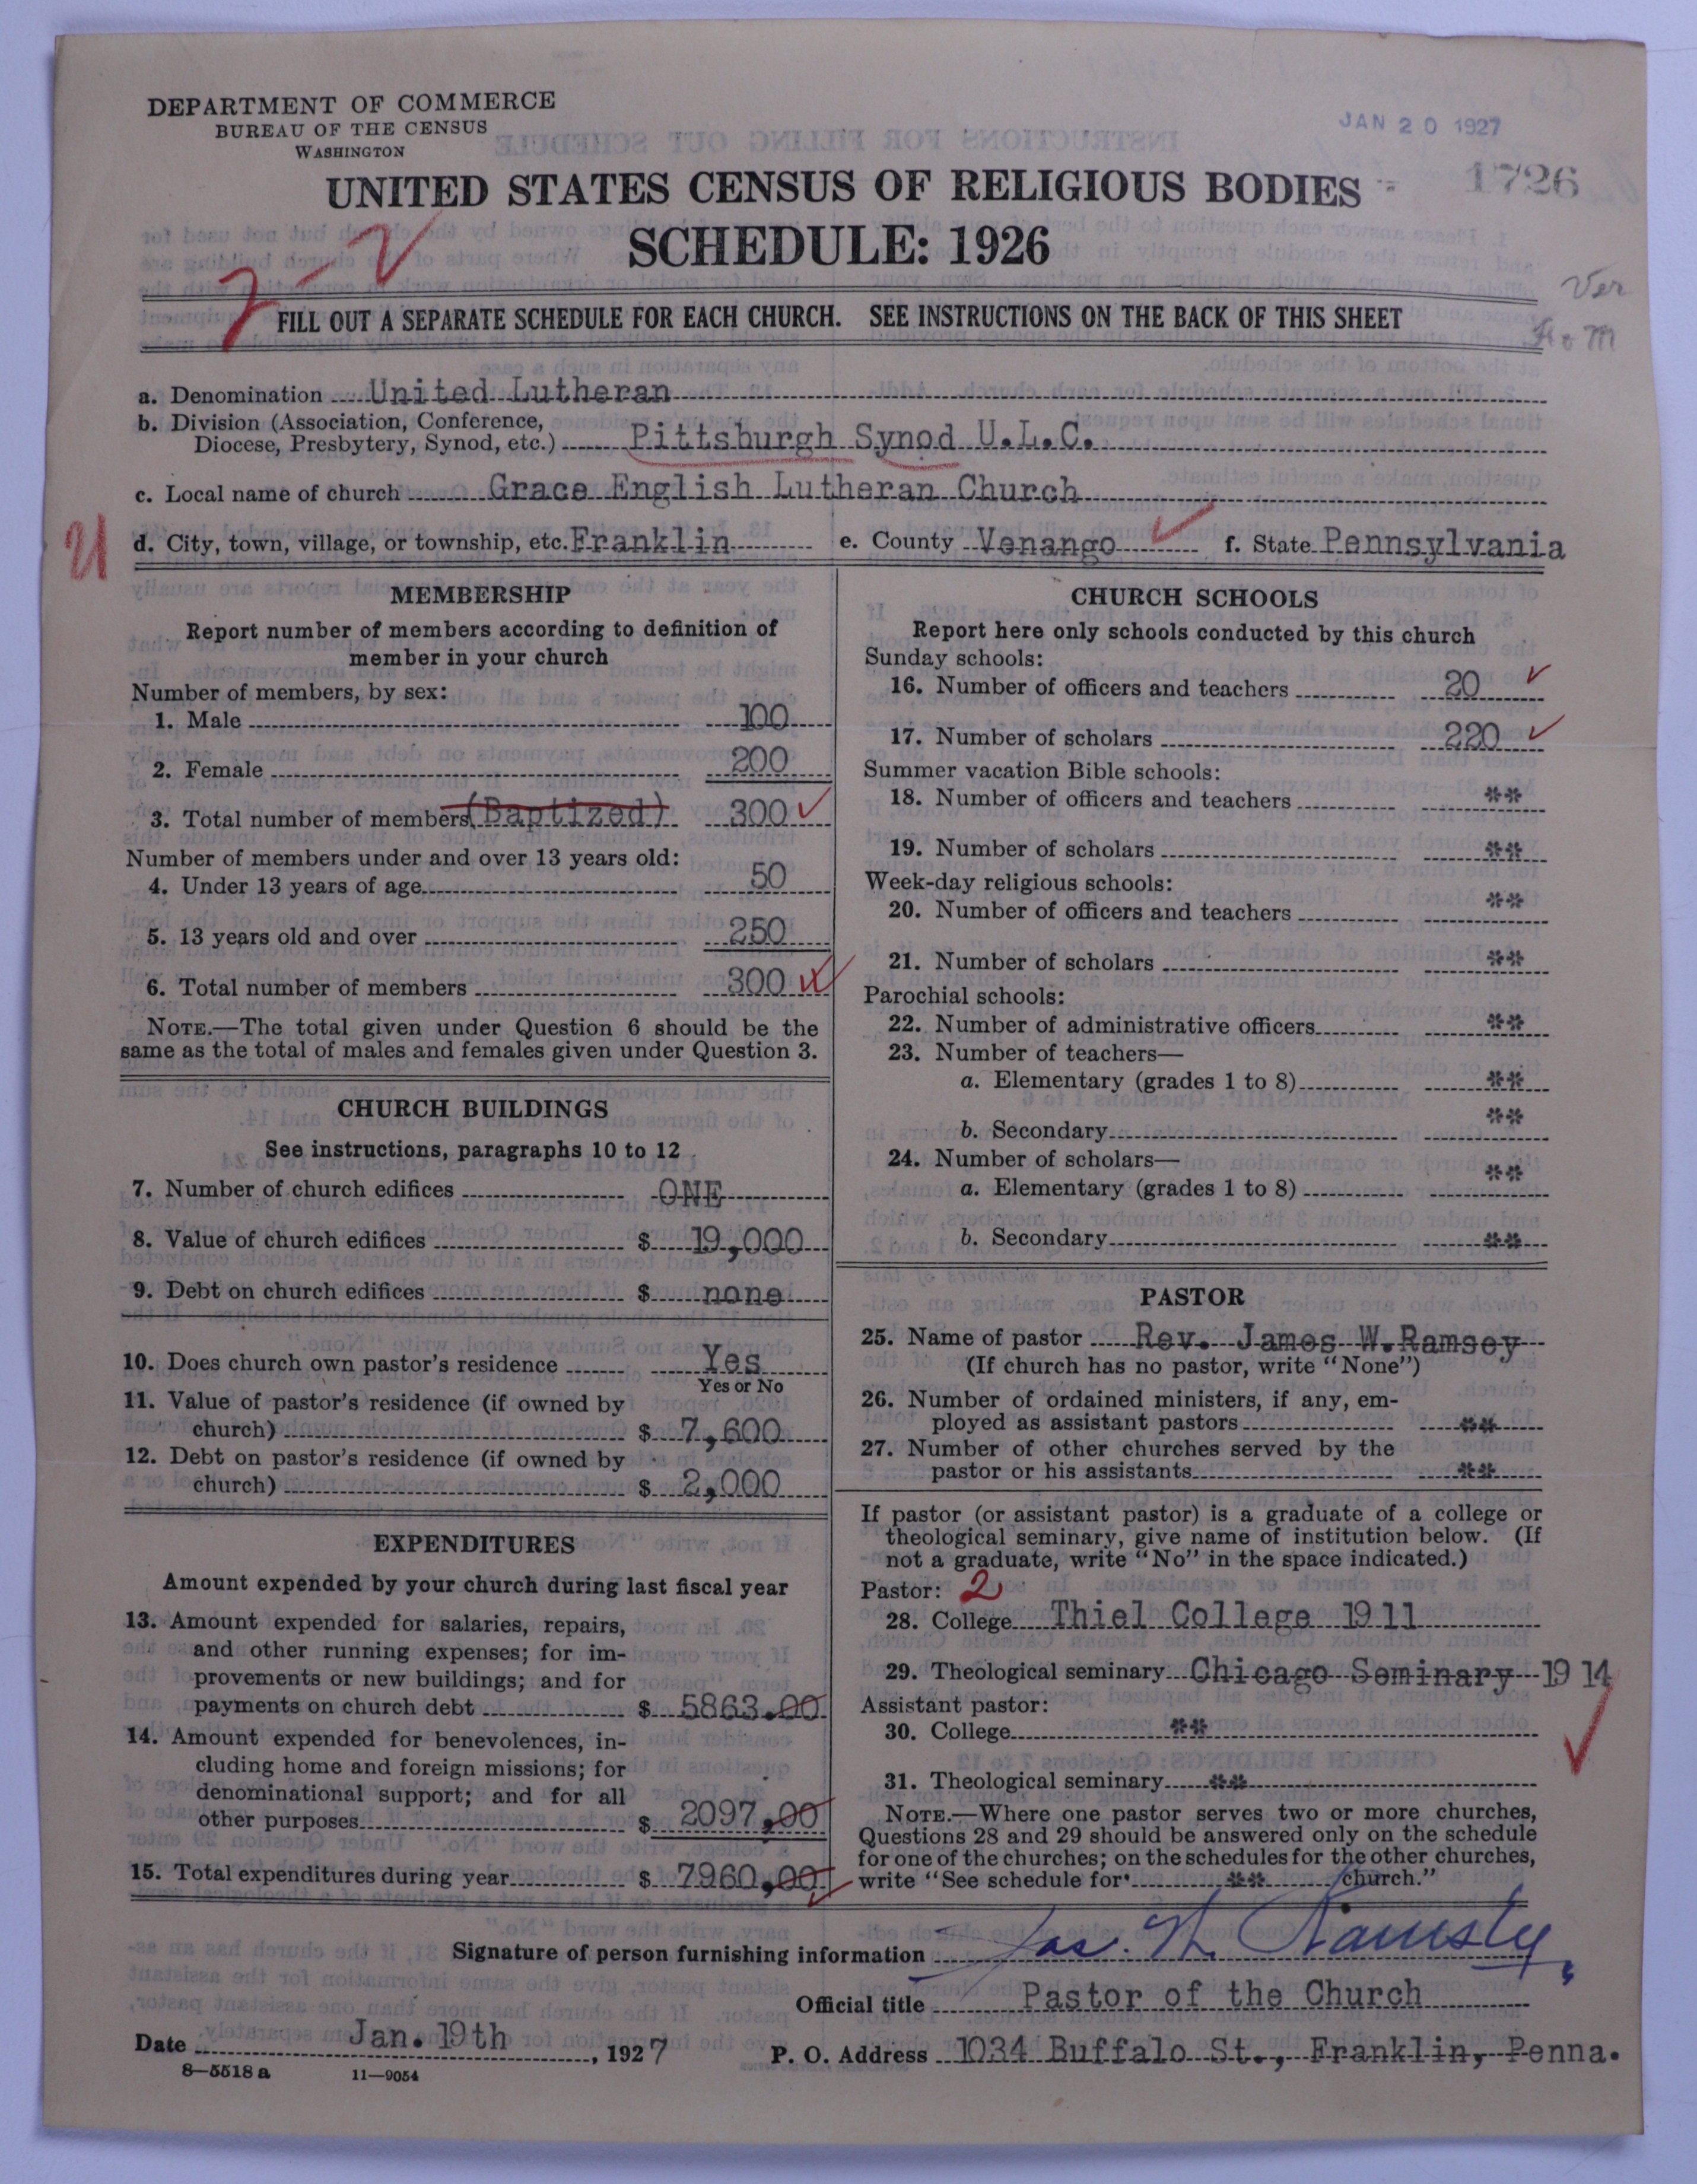 DEPARTMENT OF COMMERCE
BUREAU OF THE CENSUS
WASHINGTON
JAN 20 1927
1726
UNITED STATES CENSUS OF RELIGIOUS BODIES
SCHEDULE: 1926
7-2
Ver
FILL OUT A SEPARATE SCHEDULE FOR EACH CHURCH. SEE INSTRUCTIONS ON THE BACK OF THIS SHEET
a. Denomination United Lutheran
b. Division (Association, Conference,
Diocese, Presbytery, Synod, etc.) Pittsburgh Synod U.L.C.
c. Local name of church Grace English Lutheran Church
d. City, town, village, or township, etc. Franklin e. County Venango f. State Pennsylvania
MEMBERSHIP
Report number of members according to definition of
member in your church
Number of members, by sex:
1. Male 100
2. Female 200
3. Total number of members (Baptized) 300
Number of members under and over 13 years old:
4. Under 13 years of age 50
5. 13 years old and over 250
6. Total number of members 300
NOTE.—The total given under Question 6 should be the
same as the total of males and females given under Question 3.
CHURCH BUILDINGS
See instructions, paragraphs 10 to 12
7. Number of church edifices ONE
8. Value of church edifices $ 19,000
9. Debt on church edifices $ none
10. Does church own pastor's residence Yes
Yes or No
11. Value of pastor's residence (if owned by
church) $ 7,600
12. Debt on pastor's residence (if owned by
church) $ 2,000
EXPENDITURES
Amount expended by your church during last fiscal year
13. Amount expended for salaries, repairs,
and other running expenses; for im-
provements or new buildings; and for
payments on church debt $ 5863.00
14. Amount expended for benevolences, in-
cluding home and foreign missions; for
denominational support; and for all
other purposes $ 2097,00
15. Total expenditures during year $ 7960,00
CHURCH SCHOOLS
Report here only schools conducted by this church
Sunday schools:
16. Number of officers and teachers 20
17. Number of scholars 220
Summer vacation Bible schools:
18. Number of officers and teachers **
19. Number of scholars **
Week-day religious schools:
20. Number of officers and teachers **
21. Number of scholars **
Parochial schools:
22. Number of administrative officers **
23. Number of teachers—
a. Elementary (grades 1 to 8) **
b. Secondary **
24. Number of scholars—
a. Elementary (grades 1 to 8) **
b. Secondary **
PASTOR
25. Name of pastor Rev. James W. Ramsey
(If church has no pastor, write "None")
26. Number of ordained ministers, if any, em-
ployed as assistant pastors **
27. Number of other churches served by the
pastor or his assistants **
If pastor (or assistant pastor) is a graduate of a college or
theological seminary, give name of institution below. (If
not a graduate, write "No" in the space indicated.)
Pastor: 2
28. College Thiel College 1911
29. Theological seminary Chicago Seminary 1914
Assistant pastor:
30. College **
31. Theological seminary **
NOTE.—Where one pastor serves two or more churches,
Questions 28 and 29 should be answered only on the schedule
for one of the churches; on the schedules for the other churches,
write "See schedule for ** church."
Signature of person furnishing information Jas. W. Ramsey
Official title Pastor of the Church
Date Jan. 19th, 1927 P. O. Address 1034 Buffalo St., Franklin, Penna.
8—5518 a 11—9054